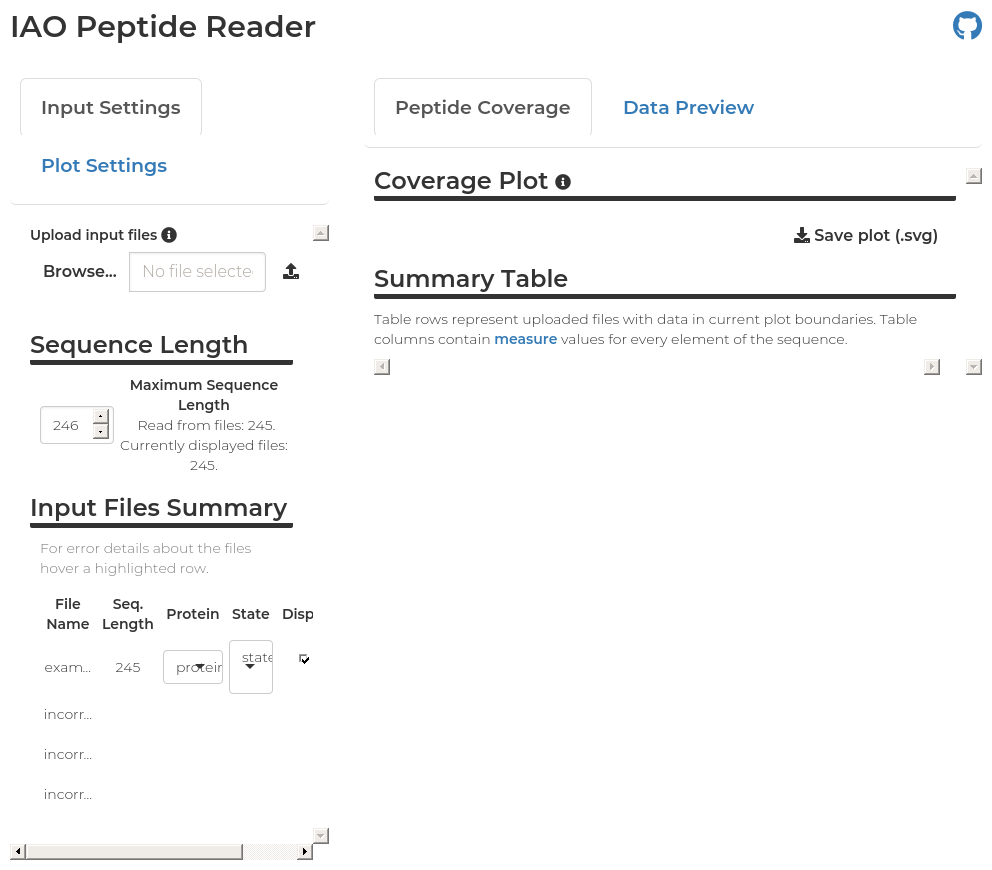 IAO Peptide Reader
Input Settings
Plot Settings
Upload input files
Browse... No file selecte
Sequence Length
246
Maximum Sequence
Length
Read from files: 245.
Currently displayed files:
245.
Input Files Summary
For error details about the files
hover a highlighted row.
File Name Seq. Length Protein State Disp
exam... 245 protein state
incorr...
incorr...
incorr...
Peptide Coverage Data Preview
Coverage Plot
Save plot (.svg)
Summary Table
Table rows represent uploaded files with data in current plot boundaries. Table
columns contain measure values for every element of the sequence.